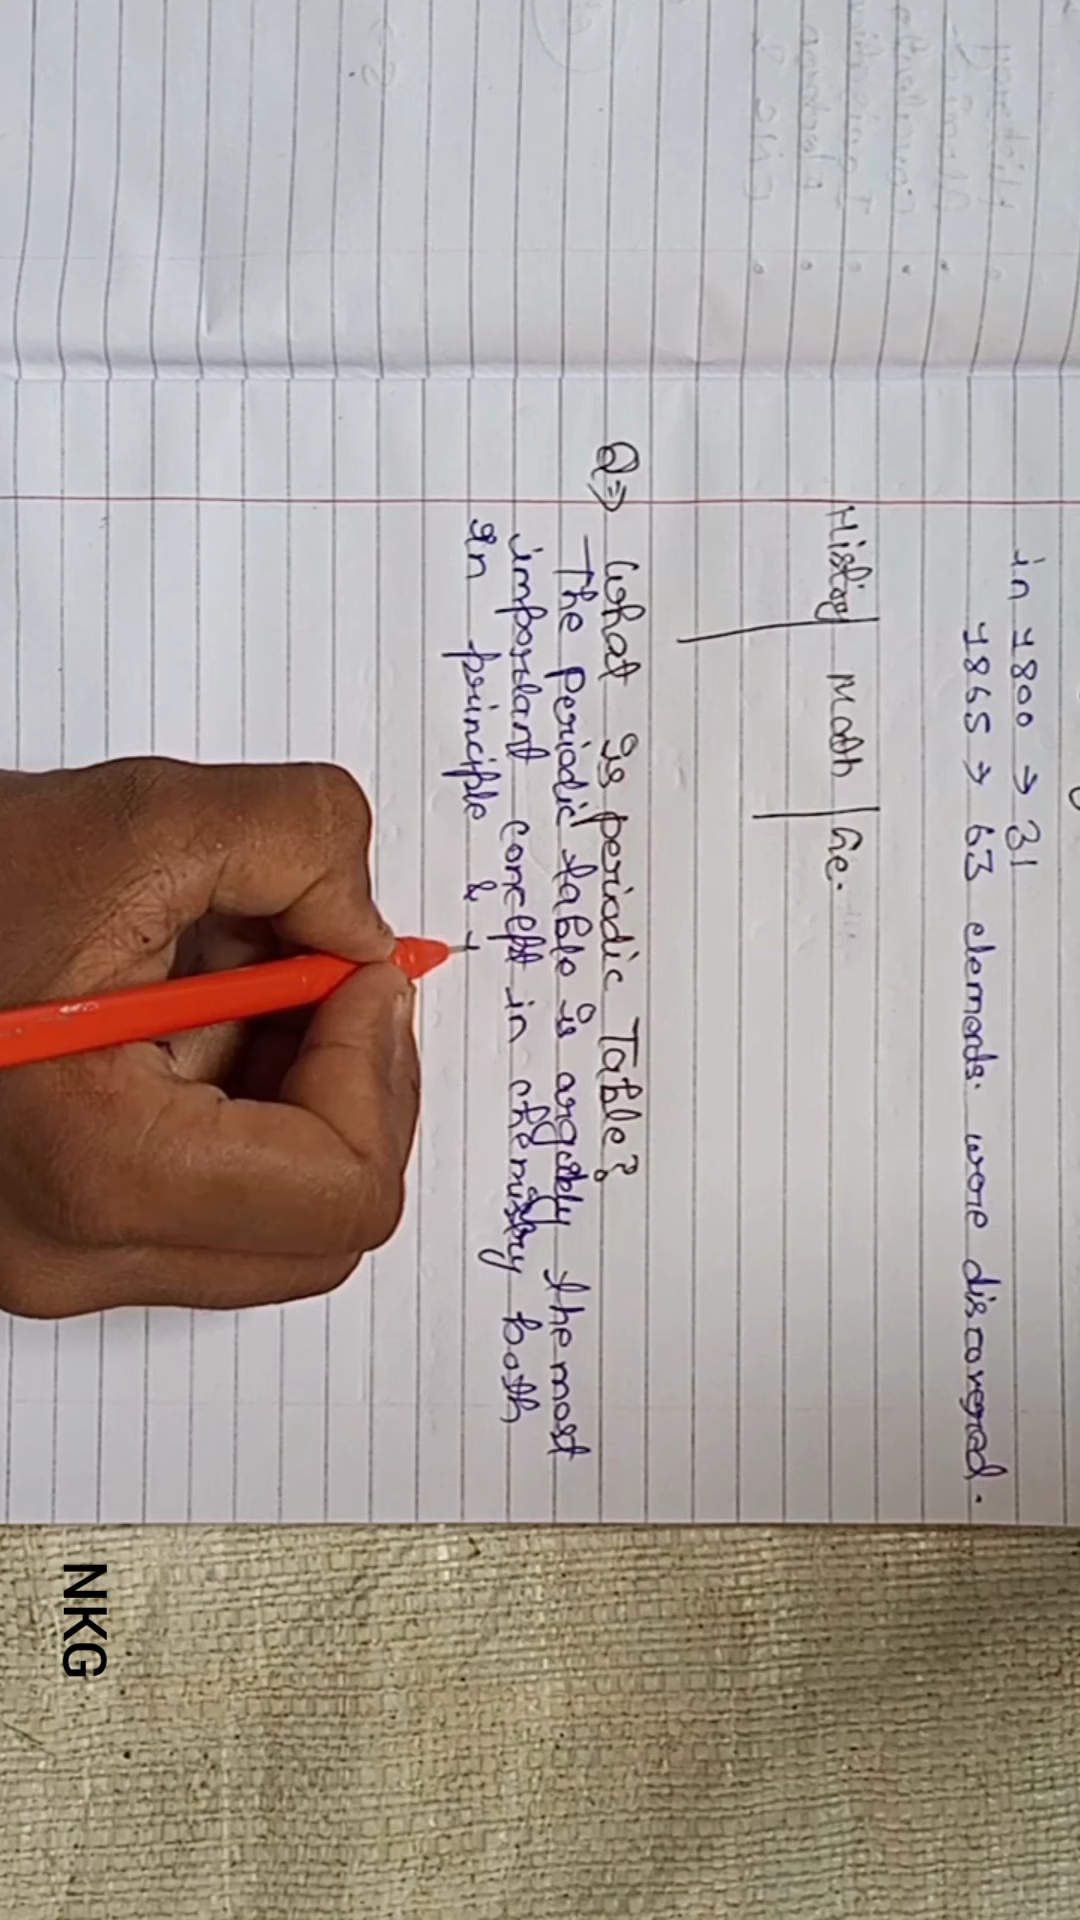 in 1800 → 31
1865 → 63 elements. were discovered.
History | Math | Ge.
Q⇒ What is periodic Table?
The periodic table is arguably the most
important concept in chemistry both
in principle &
NKG